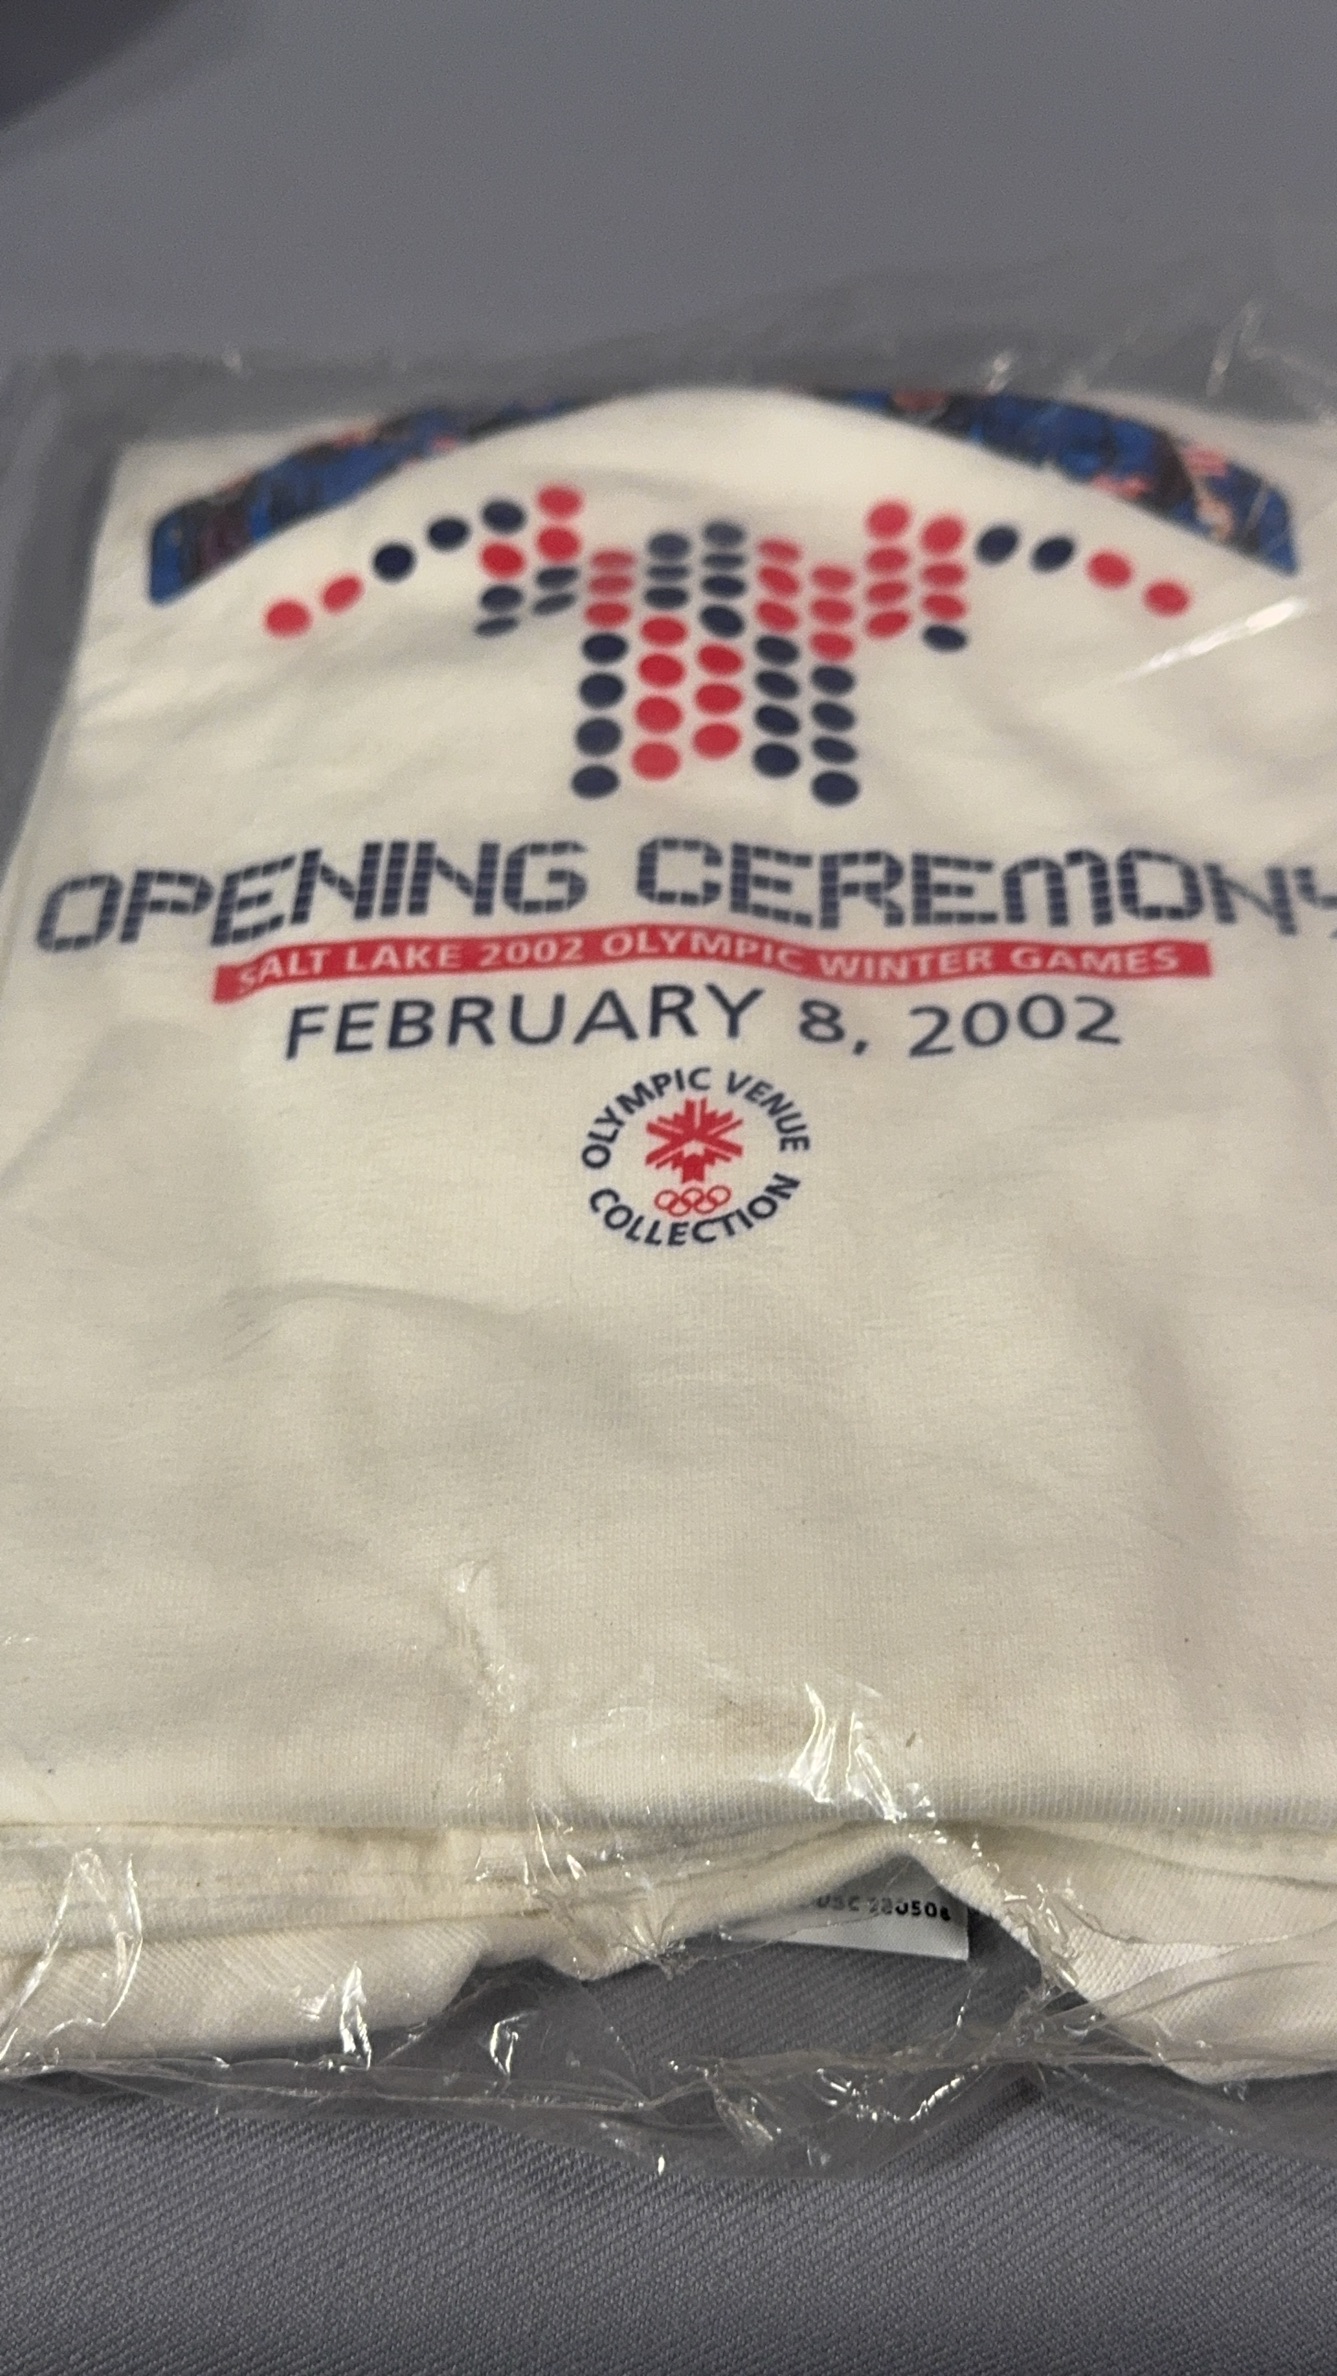 OPENING CEREMONY
SALT LAKE 2002 OLYMPIC WINTER GAMES
FEBRUARY 8, 2002
OLYMPIC VENUE
COLLECTION